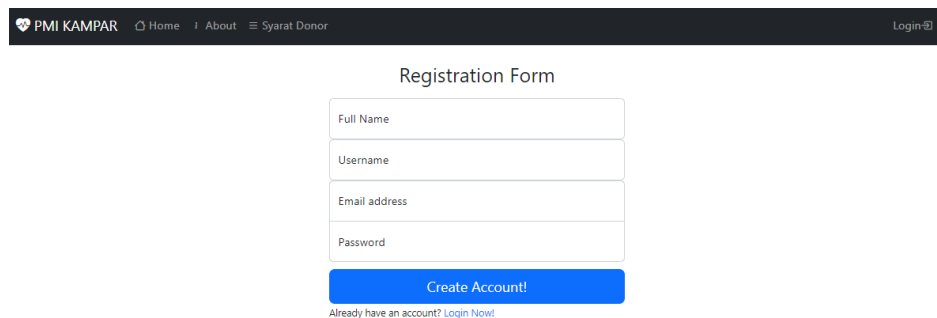 PMI KAMPAR Home About Syarat Donor Login
Registration Form
Full Name
Username
Email address
Password
Create Account!
Already have an account? Login Now!